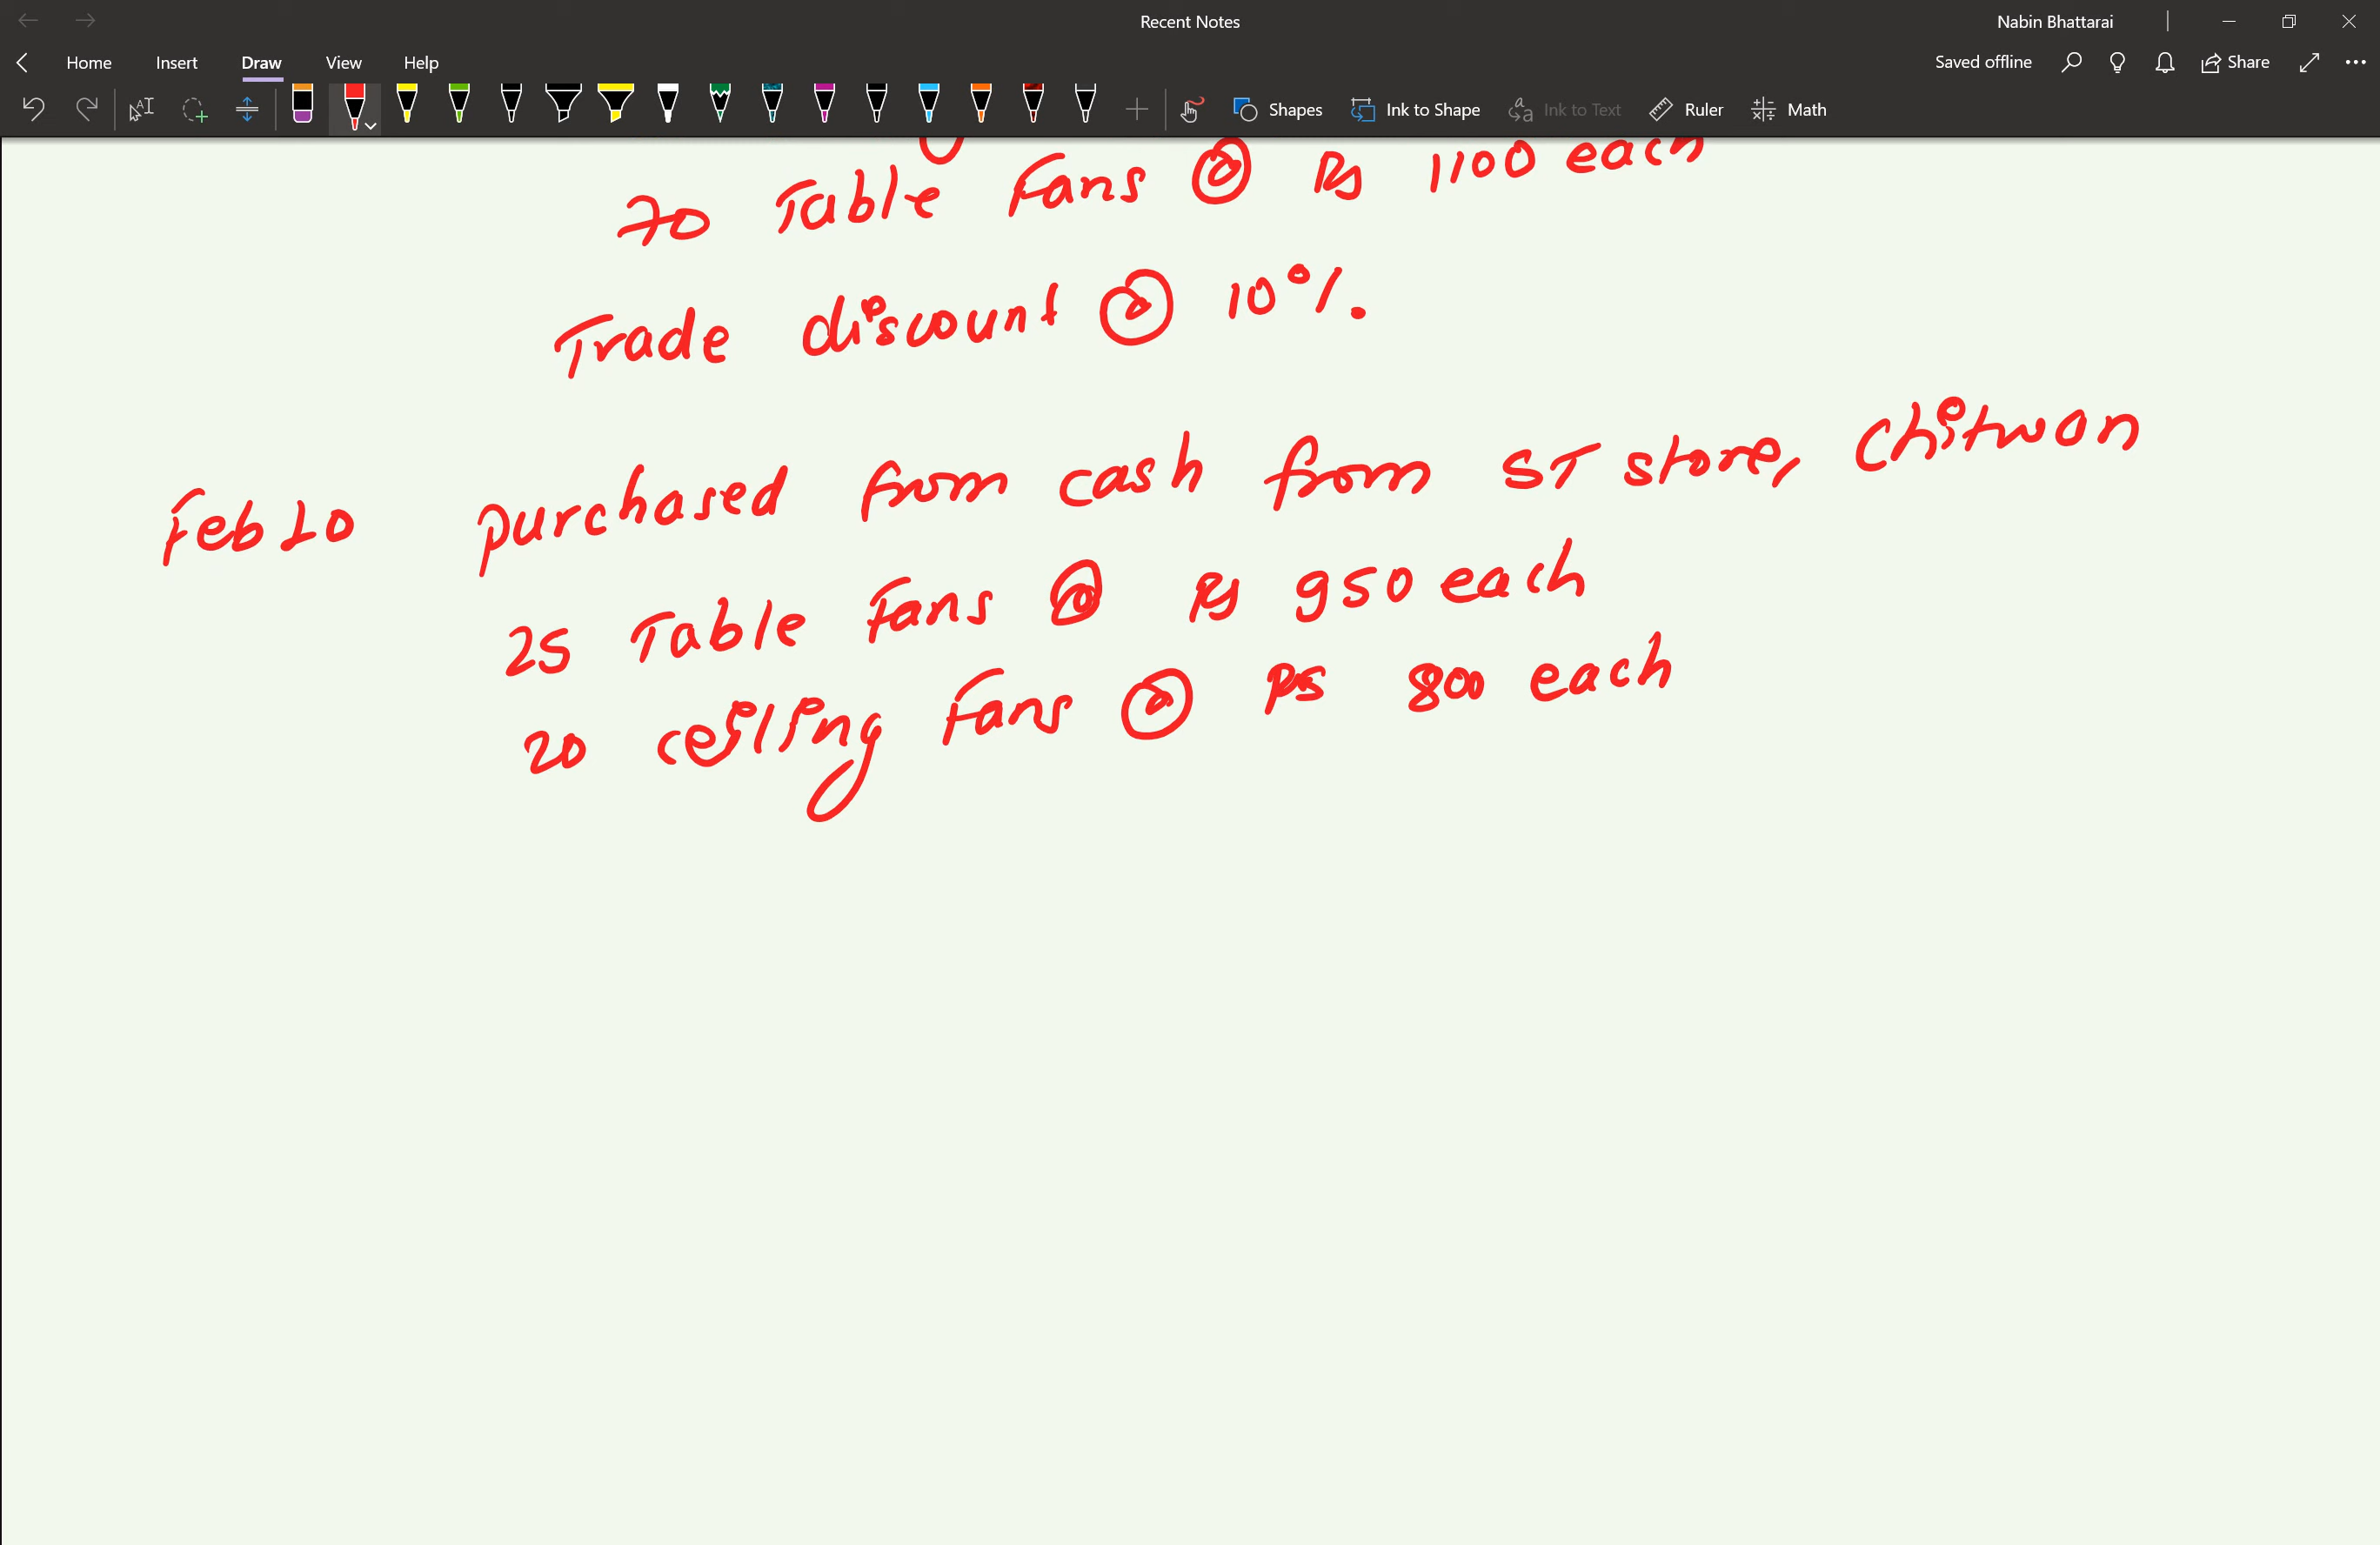 Recent Notes
Nabin Bhattarai
Home Insert Draw View Help
Saved offline
Share
Shapes Ink to Shape Ink to Text Ruler Math
70 Table Fans @ Rs 1100 each
Trade discount @ 10%.
Feb 20 purchased from cash from ST store, Chitwan
25 Table Fans @ Rs 950 each
20 ceiling Fans @ Rs 800 each